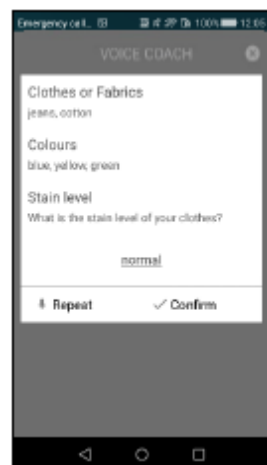 Emergency call... 100% 12:05
VOICE COACH
Clothes or Fabrics
jeans, cotton
Colours
blue, yellow, green
Stain level
What is the stain level of your clothes?
normal
Repeat Confirm